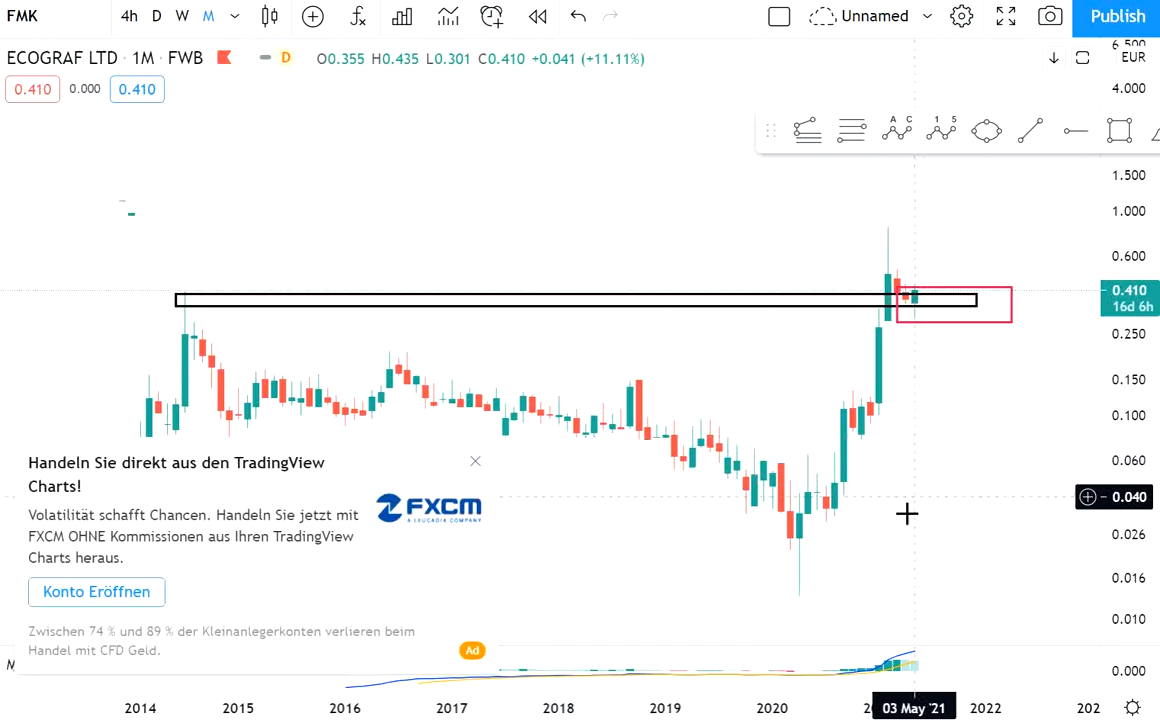 FMK 4h D W M Unnamed Publish
ECOGRAF LTD · 1M · FWB D O0.355 H0.435 L0.301 C0.410 +0.041 (+11.11%) EUR
0.410 0.000 0.410
6.500
4.000
A C 1 5
1.500
1.000
0.600
0.410
16d 6h
0.250
0.150
0.100
0.060
0.040
0.026
0.016
0.010
0.000
Handeln Sie direkt aus den TradingView
Charts!
Volatilität schafft Chancen. Handeln Sie jetzt mit
FXCM OHNE Kommissionen aus Ihren TradingView
Charts heraus.
FXCM
A LEUCADIA COMPANY
Konto Eröffnen
Zwischen 74 % und 89 % der Kleinanlegerkonten verlieren beim
Handel mit CFD Geld.
Ad
2014 2015 2016 2017 2018 2019 2020 03 May '21 2022 202